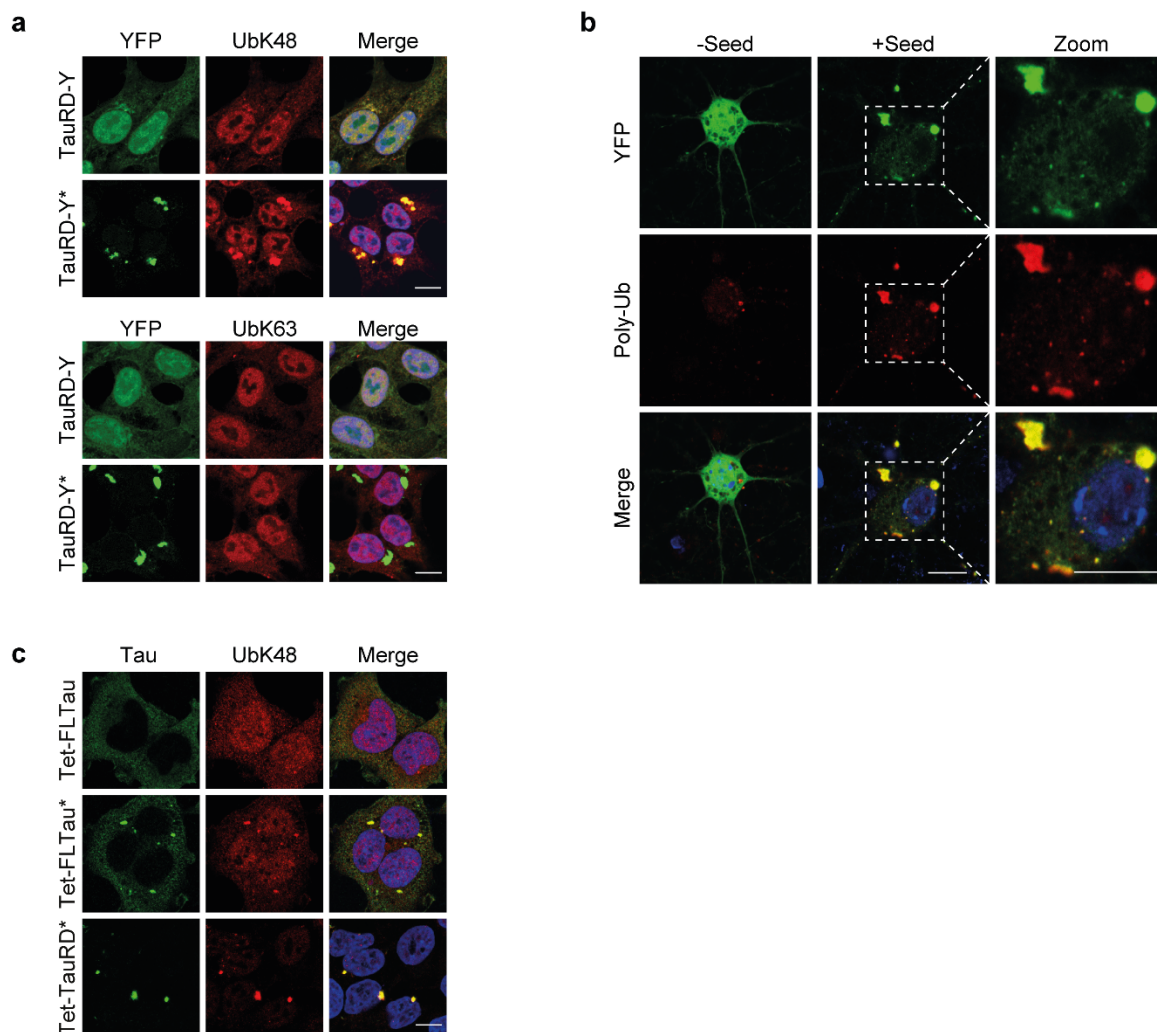 a
YFP UbK48 Merge
TauRD-Y
TauRD-Y*
YFP UbK63 Merge
TauRD-Y
TauRD-Y*
b
-Seed +Seed Zoom
YFP
Poly-Ub
Merge
c
Tau UbK48 Merge
Tet-FLTau
Tet-FLTau*
Tet-TauRD*